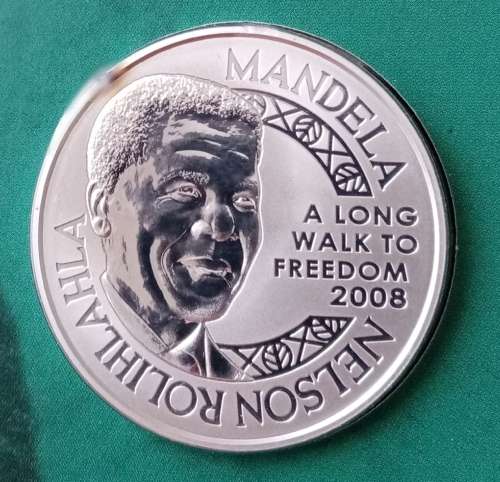 NELSON ROLIHLAHLA
MANDELA
A LONG
WALK TO
FREEDOM
2008